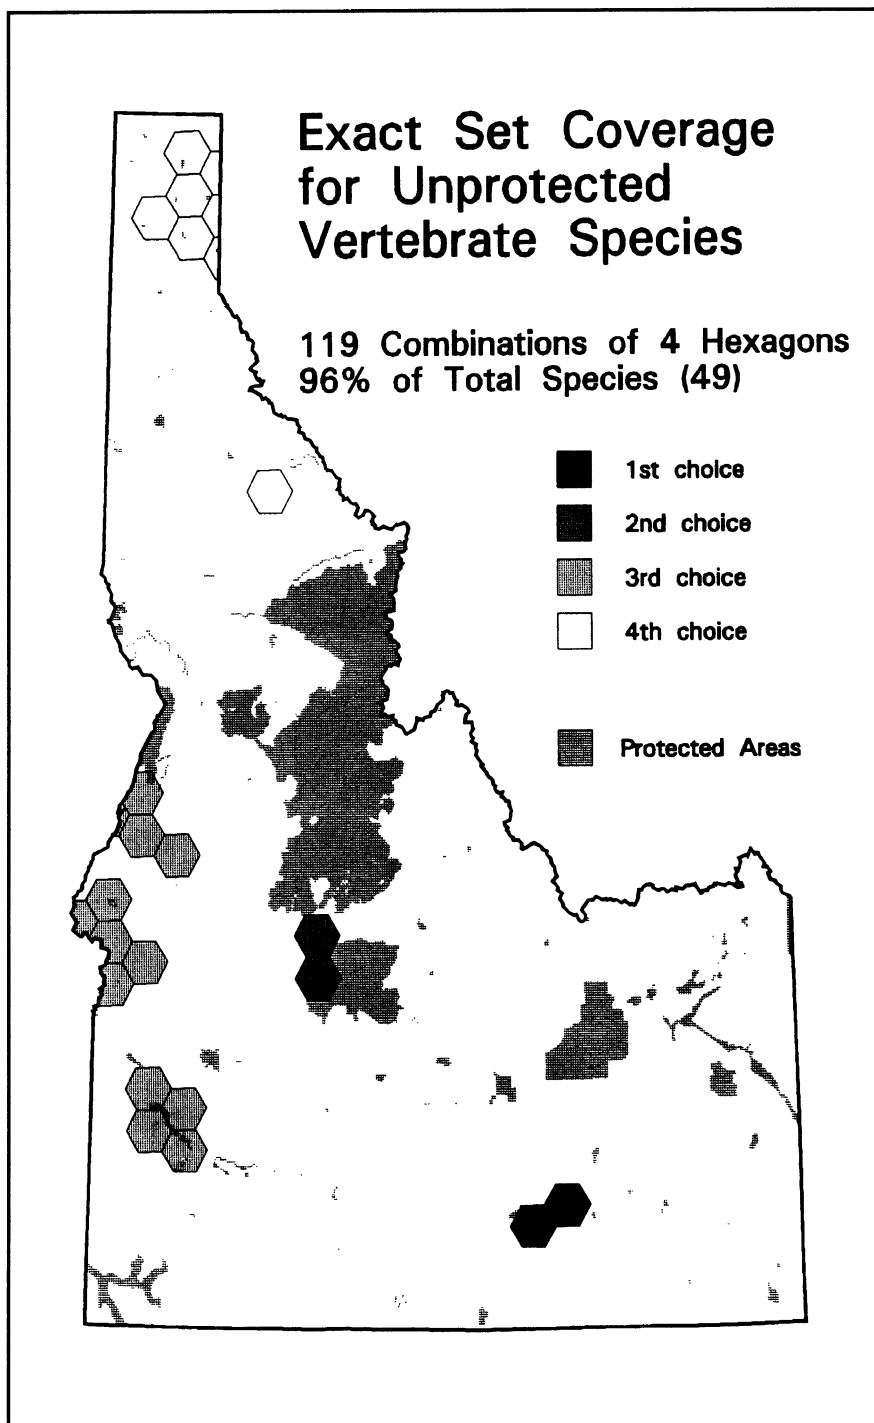 Exact Set Coverage
for Unprotected
Vertebrate Species
119 Combinations of 4 Hexagons
96% of Total Species (49)
1st choice
2nd choice
3rd choice
4th choice
Protected Areas